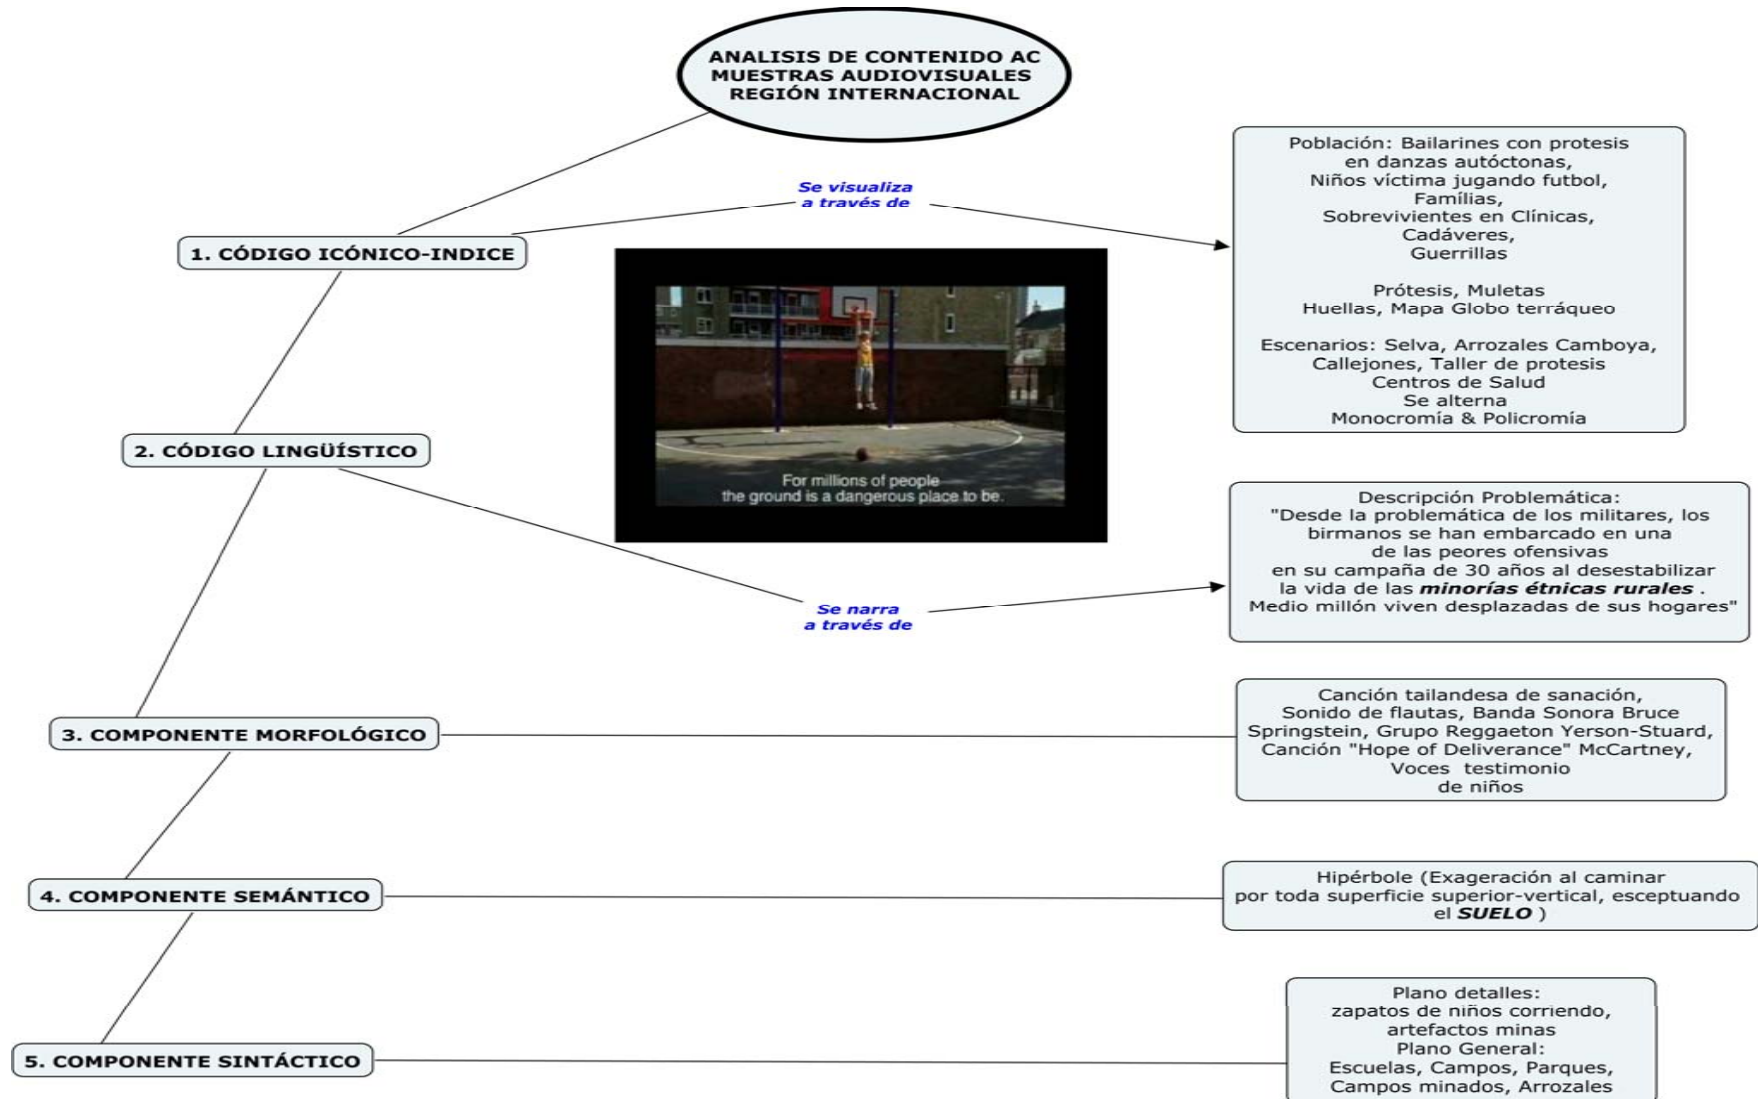 ANALISIS DE CONTENIDO AC
MUESTRAS AUDIOVISUALES
REGIÓN INTERNACIONAL
Se visualiza
a través de
1. CÓDIGO ICÓNICO-INDICE
Población: Bailarines con protesis
en danzas autóctonas,
Niños víctima jugando futbol,
Famílias,
Sobrevivientes en Clínicas,
Cadáveres,
Guerrillas
Prótesis, Muletas
Huellas, Mapa Globo terráqueo
Escenarios: Selva, Arrozales Camboya,
Callejones, Taller de protesis
Centros de Salud
Se alterna
Monocromía & Policromía
For millions of people
the ground is a dangerous place to be.
2. CÓDIGO LINGÜÍSTICO
Se narra
a través de
Descripción Problemática:
"Desde la problemática de los militares, los
birmanos se han embarcado en una
de las peores ofensivas
en su campaña de 30 años al desestabilizar
la vida de las minorías étnicas rurales .
Medio millón viven desplazadas de sus hogares"
3. COMPONENTE MORFOLÓGICO
Canción tailandesa de sanación,
Sonido de flautas, Banda Sonora Bruce
Springstein, Grupo Reggaeton Yerson-Stuard,
Canción "Hope of Deliverance" McCartney,
Voces testimonio
de niños
4. COMPONENTE SEMÁNTICO
Hipérbole (Exageración al caminar
por toda superficie superior-vertical, esceptuando
el SUELO )
5. COMPONENTE SINTÁCTICO
Plano detalles:
zapatos de niños corriendo,
artefactos minas
Plano General:
Escuelas, Campos, Parques,
Campos minados, Arrozales